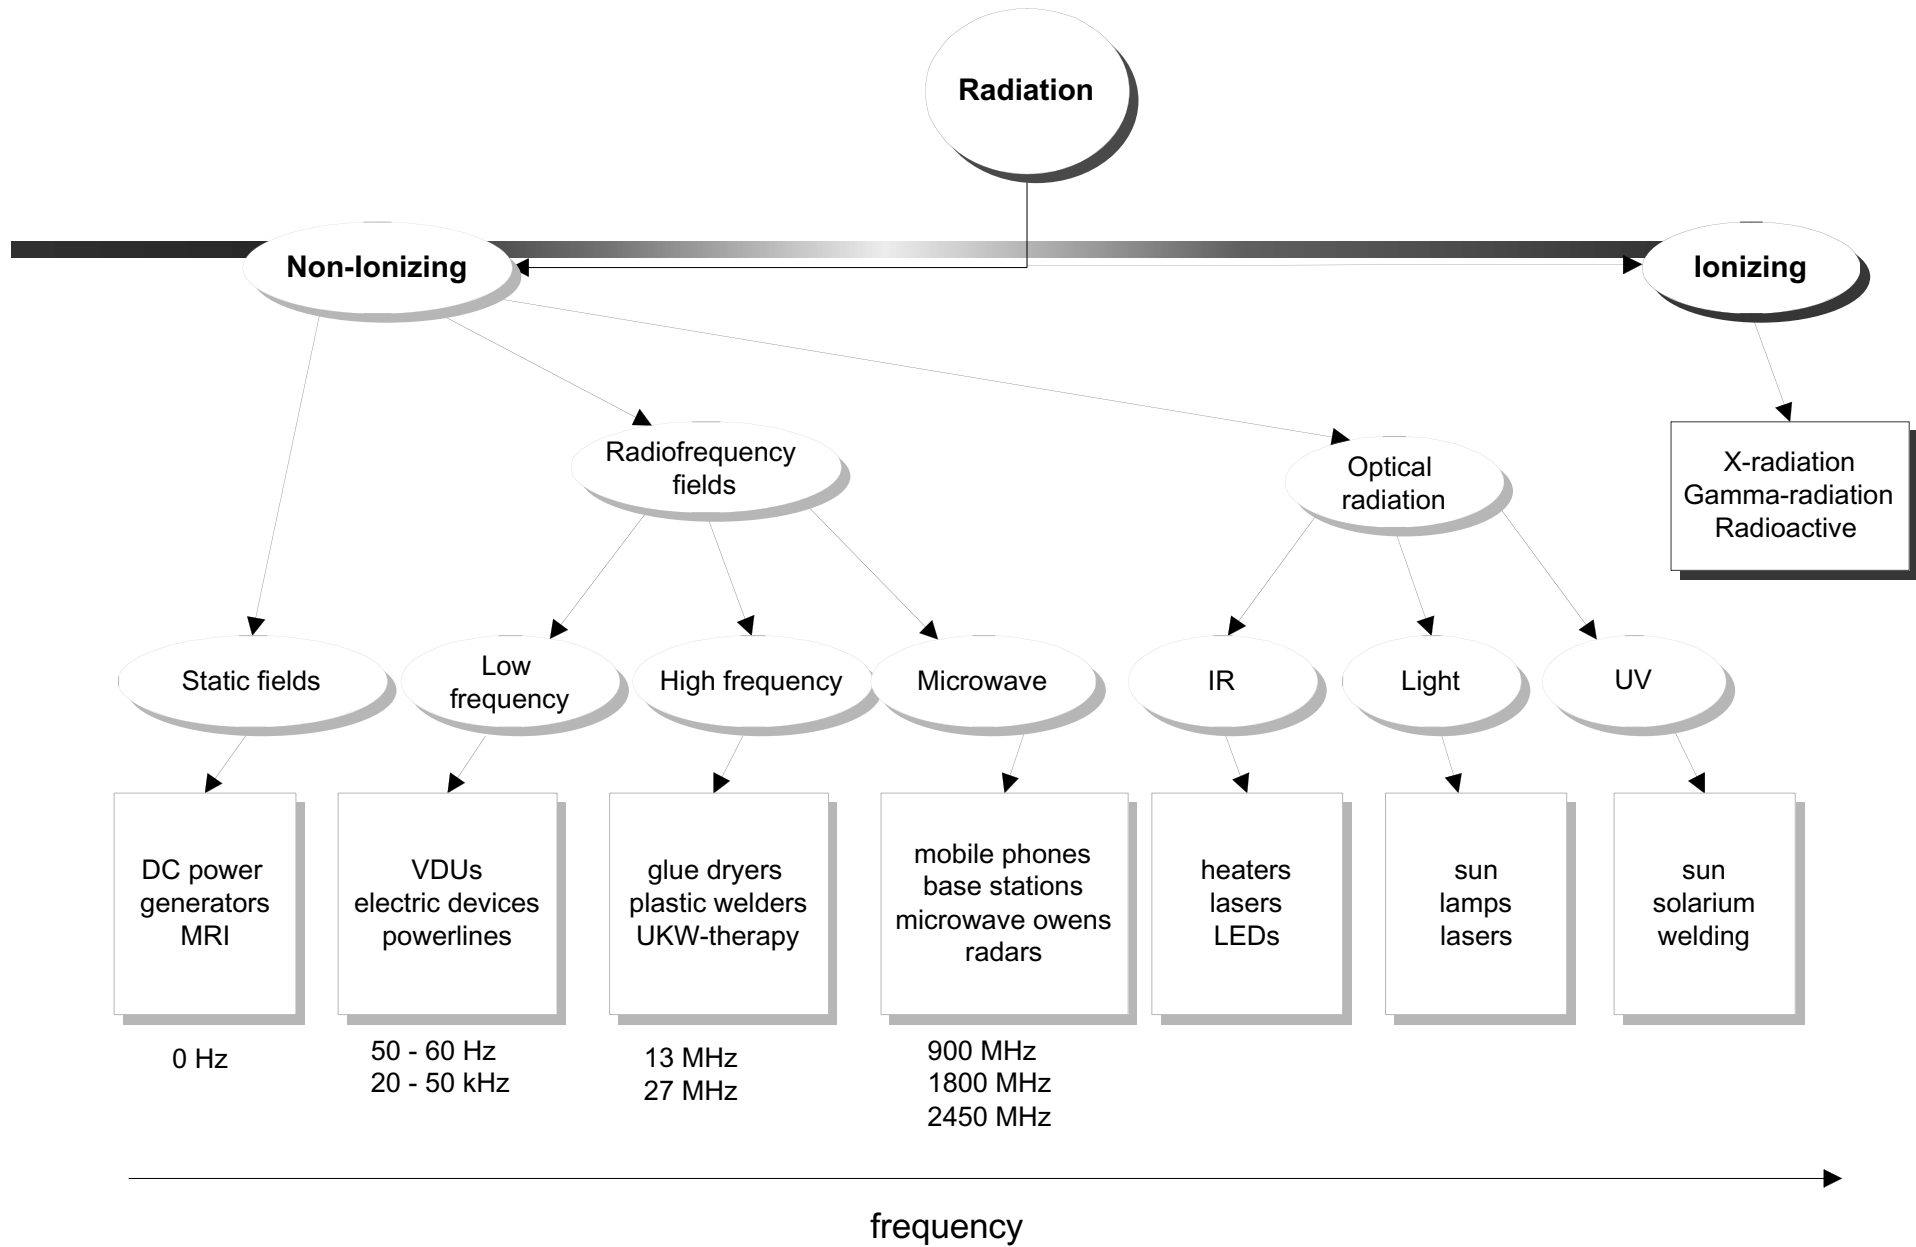 Radiation
Non-Ionizing
Ionizing
Radiofrequency
fields
Optical
radiation
X-radiation
Gamma-radiation
Radioactive
Static fields
Low
frequency
High frequency
Microwave
IR
Light
UV
DC power
generators
MRI
VDUs
electric devices
powerlines
glue dryers
plastic welders
UKW-therapy
mobile phones
base stations
microwave owens
radars
heaters
lasers
LEDs
sun
lamps
lasers
sun
solarium
welding
0 Hz
50 - 60 Hz
20 - 50 kHz
13 MHz
27 MHz
900 MHz
1800 MHz
2450 MHz
frequency